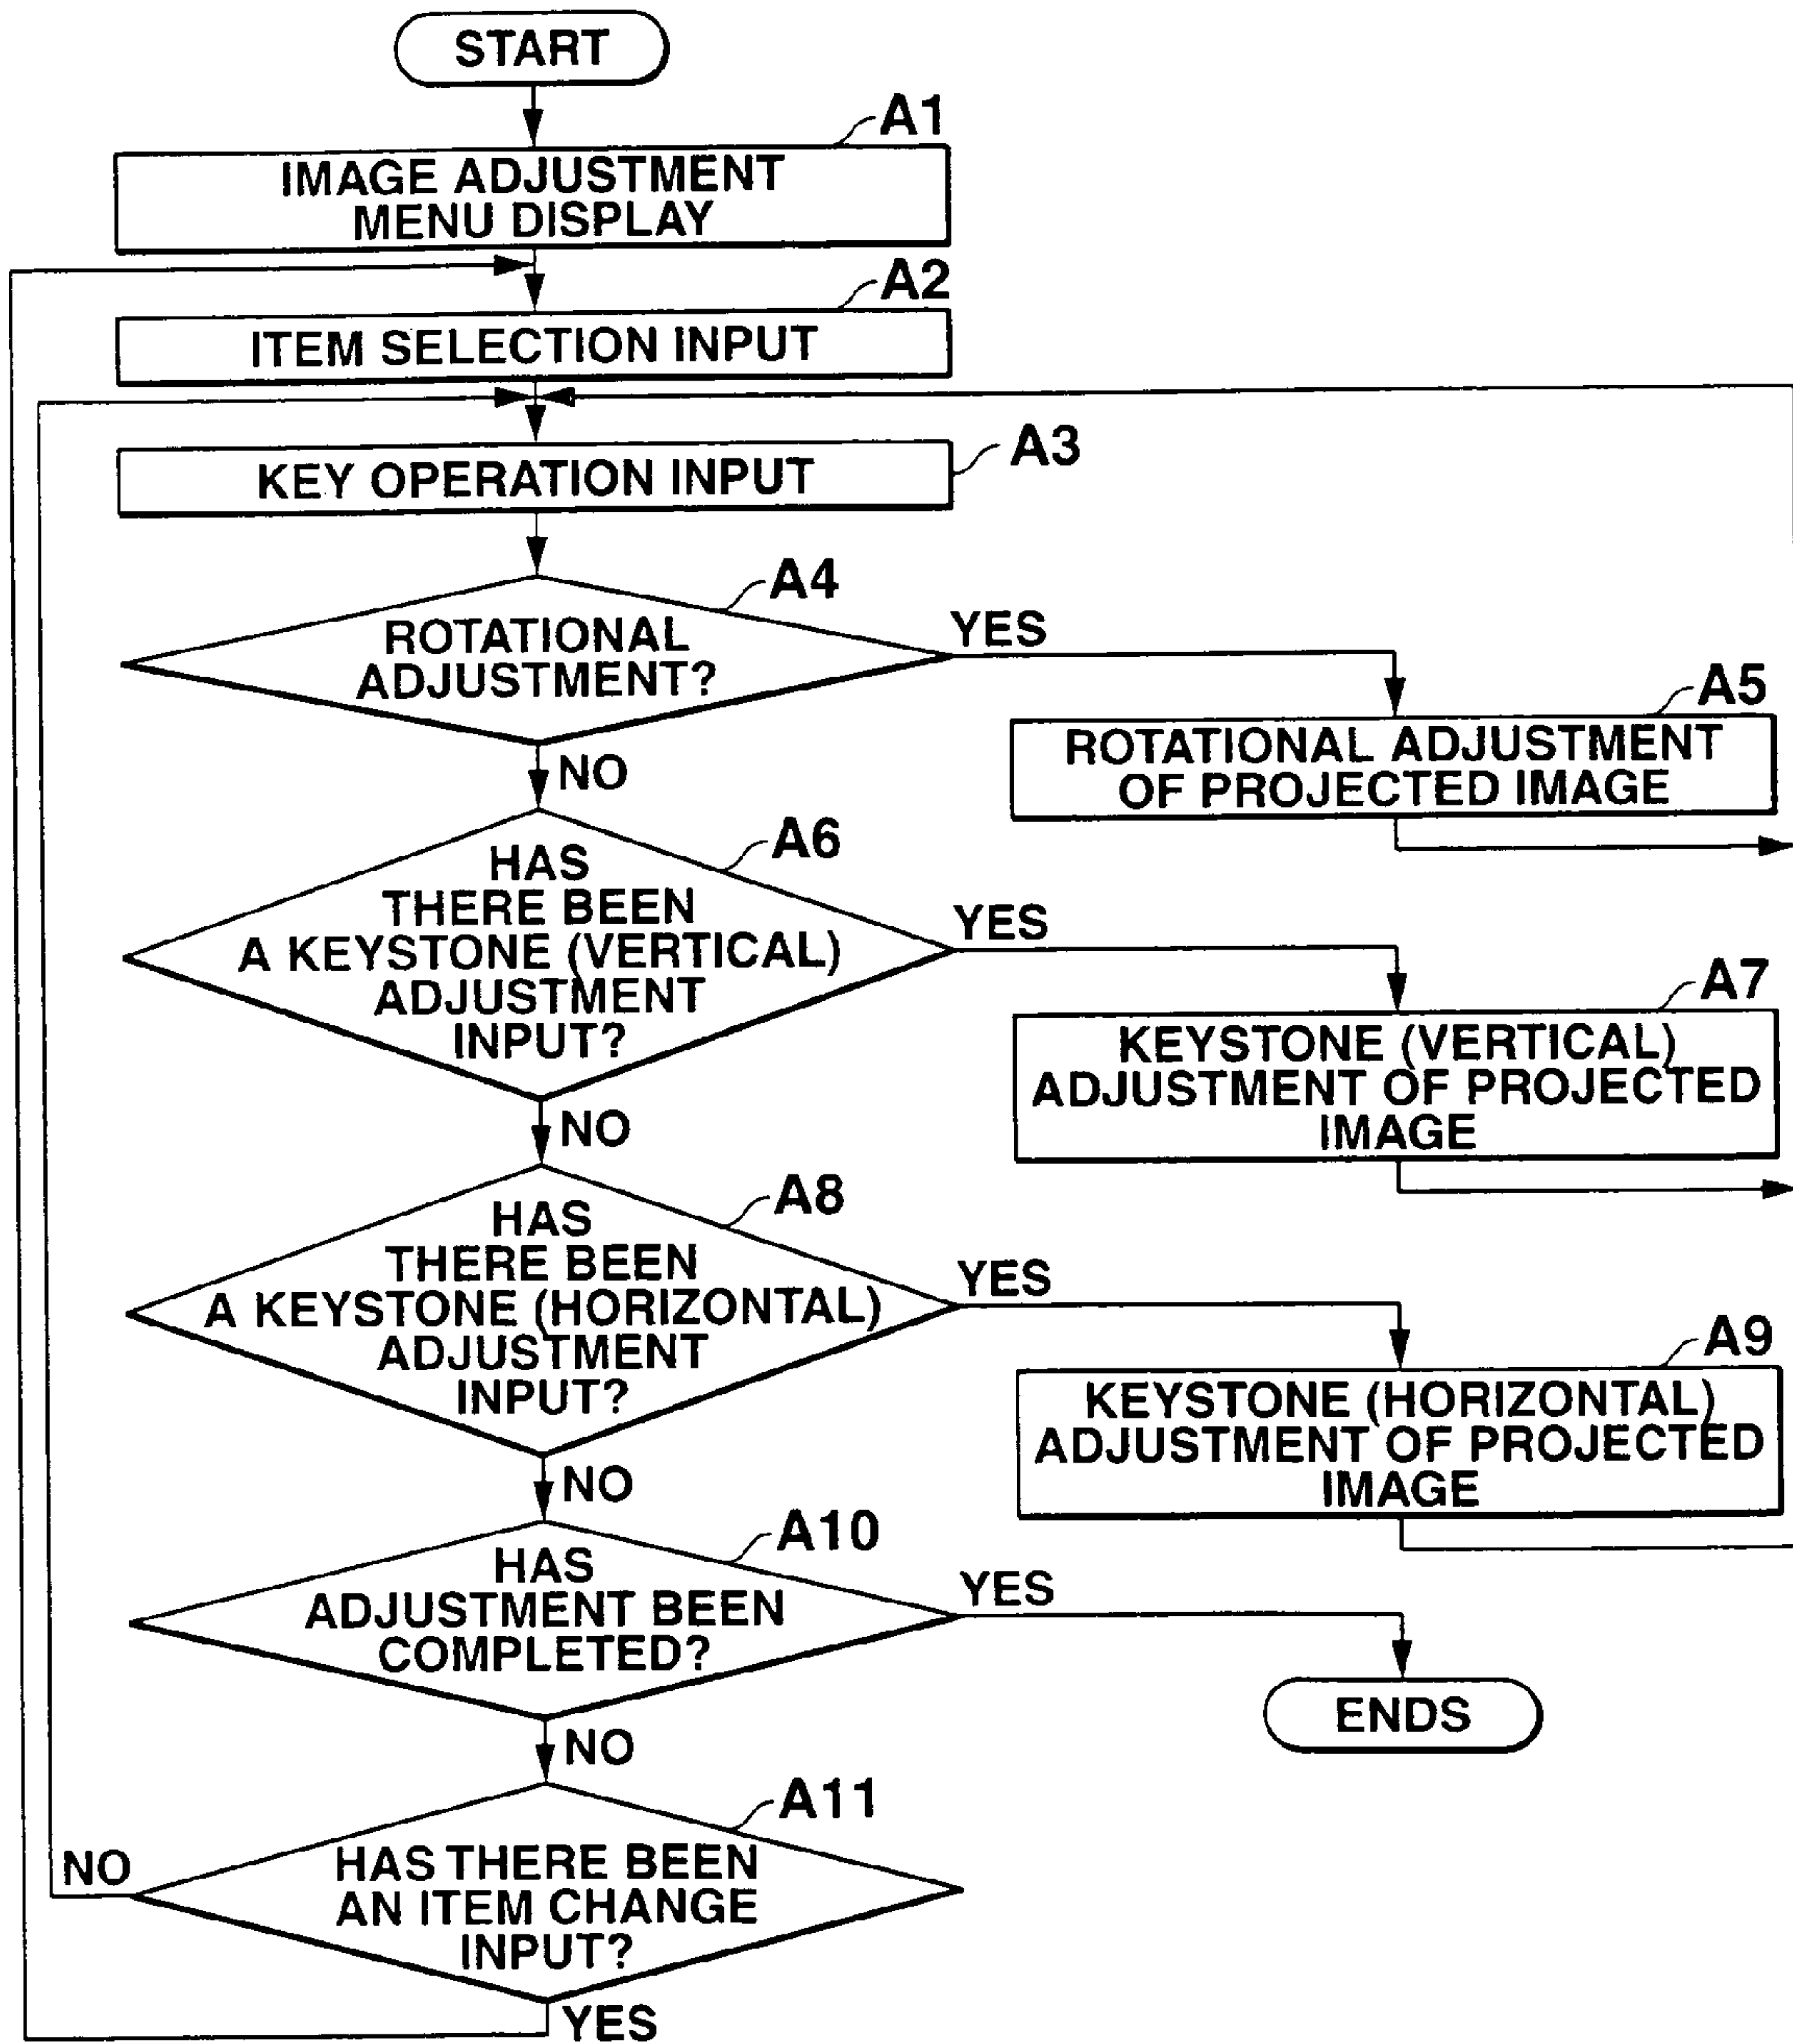 START
A1
IMAGE ADJUSTMENT
MENU DISPLAY
A2
ITEM SELECTION INPUT
A3
KEY OPERATION INPUT
A4
ROTATIONAL
ADJUSTMENT?
YES
NO
A5
ROTATIONAL ADJUSTMENT
OF PROJECTED IMAGE
A6
HAS
THERE BEEN
A KEYSTONE (VERTICAL)
ADJUSTMENT
INPUT?
YES
NO
A7
KEYSTONE (VERTICAL)
ADJUSTMENT OF PROJECTED
IMAGE
A8
HAS
THERE BEEN
A KEYSTONE (HORIZONTAL)
ADJUSTMENT
INPUT?
YES
NO
A9
KEYSTONE (HORIZONTAL)
ADJUSTMENT OF PROJECTED
IMAGE
A10
HAS
ADJUSTMENT BEEN
COMPLETED?
YES
NO
ENDS
A11
HAS THERE BEEN
AN ITEM CHANGE
INPUT?
NO
YES